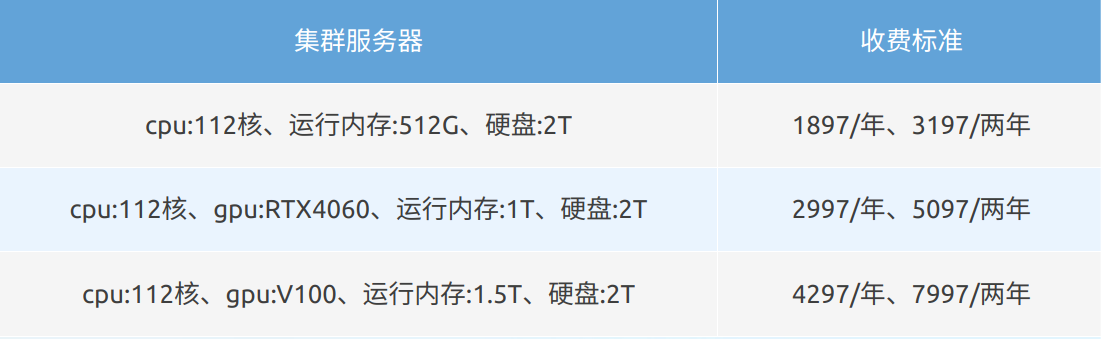 集群服务器 收费标准
cpu:112核、运行内存:512G、硬盘:2T 1897/年、3197/两年
cpu:112核、gpu:RTX4060、运行内存:1T、硬盘:2T 2997/年、5097/两年
cpu:112核、gpu:V100、运行内存:1.5T、硬盘:2T 4297/年、7997/两年